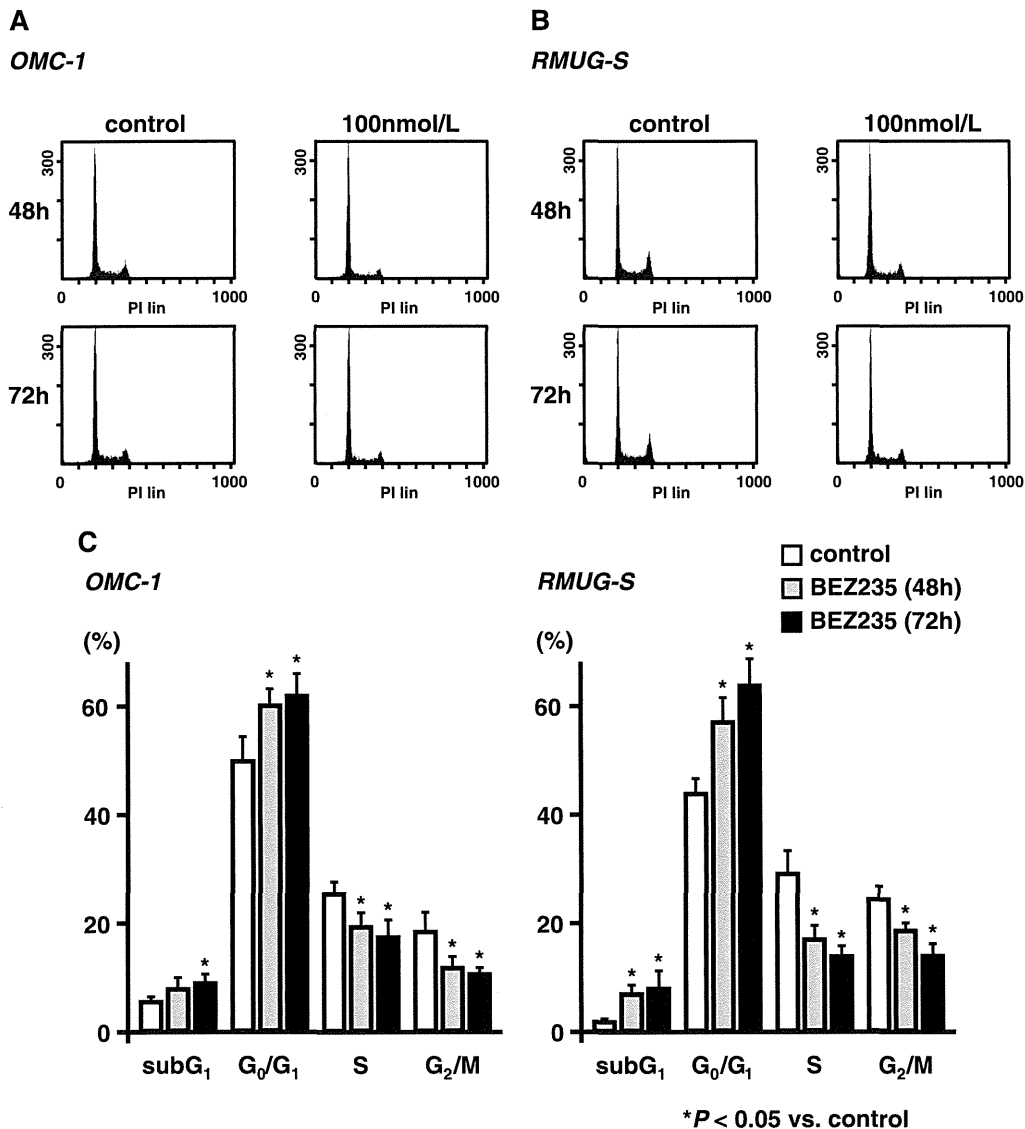 A
B
OMC-1
RMUG-S
control
100nmol/L
control
100nmol/L
48h
300
300
48h
300
300
0
1000
0
1000
0
1000
0
1000
PI lin
PI lin
PI lin
PI lin
72h
300
300
72h
300
300
0
1000
0
1000
0
1000
0
1000
PI lin
PI lin
PI lin
PI lin
C
OMC-1
RMUG-S
control
BEZ235 (48h)
BEZ235 (72h)
(%)
60
40
20
0
* * * * * * *
subG₁
G₀/G₁
S
G₂/M
(%)
60
40
20
0
* * * * * * * *
subG₁
G₀/G₁
S
G₂/M
*P < 0.05 vs. control